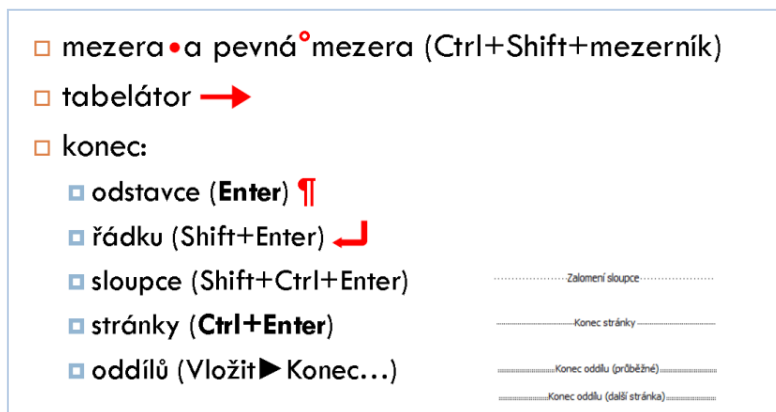 mezera•a pevná°mezera (Ctrl+Shift+mezerník)
tabelátor →
konec:
odstavce (Enter) ¶
řádku (Shift+Enter) ↵
sloupce (Shift+Ctrl+Enter)
Zalomení sloupce
stránky (Ctrl+Enter)
Konec stránky
oddílů (Vložit►Konec...)
Konec oddílu (průběžné)
Konec oddílu (další stránka)